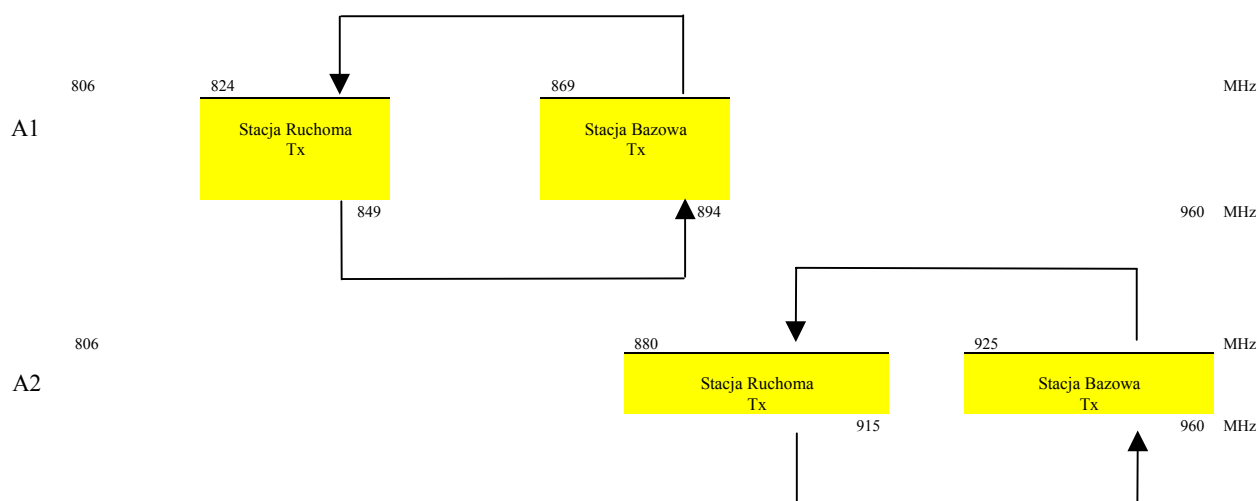 806 824 869 MHz
A1
Stacja Ruchoma Stacja Bazowa
Tx Tx
849 894 960 MHz
806 880 925 MHz
A2
Stacja Ruchoma Stacja Bazowa
Tx Tx
915 960 MHz